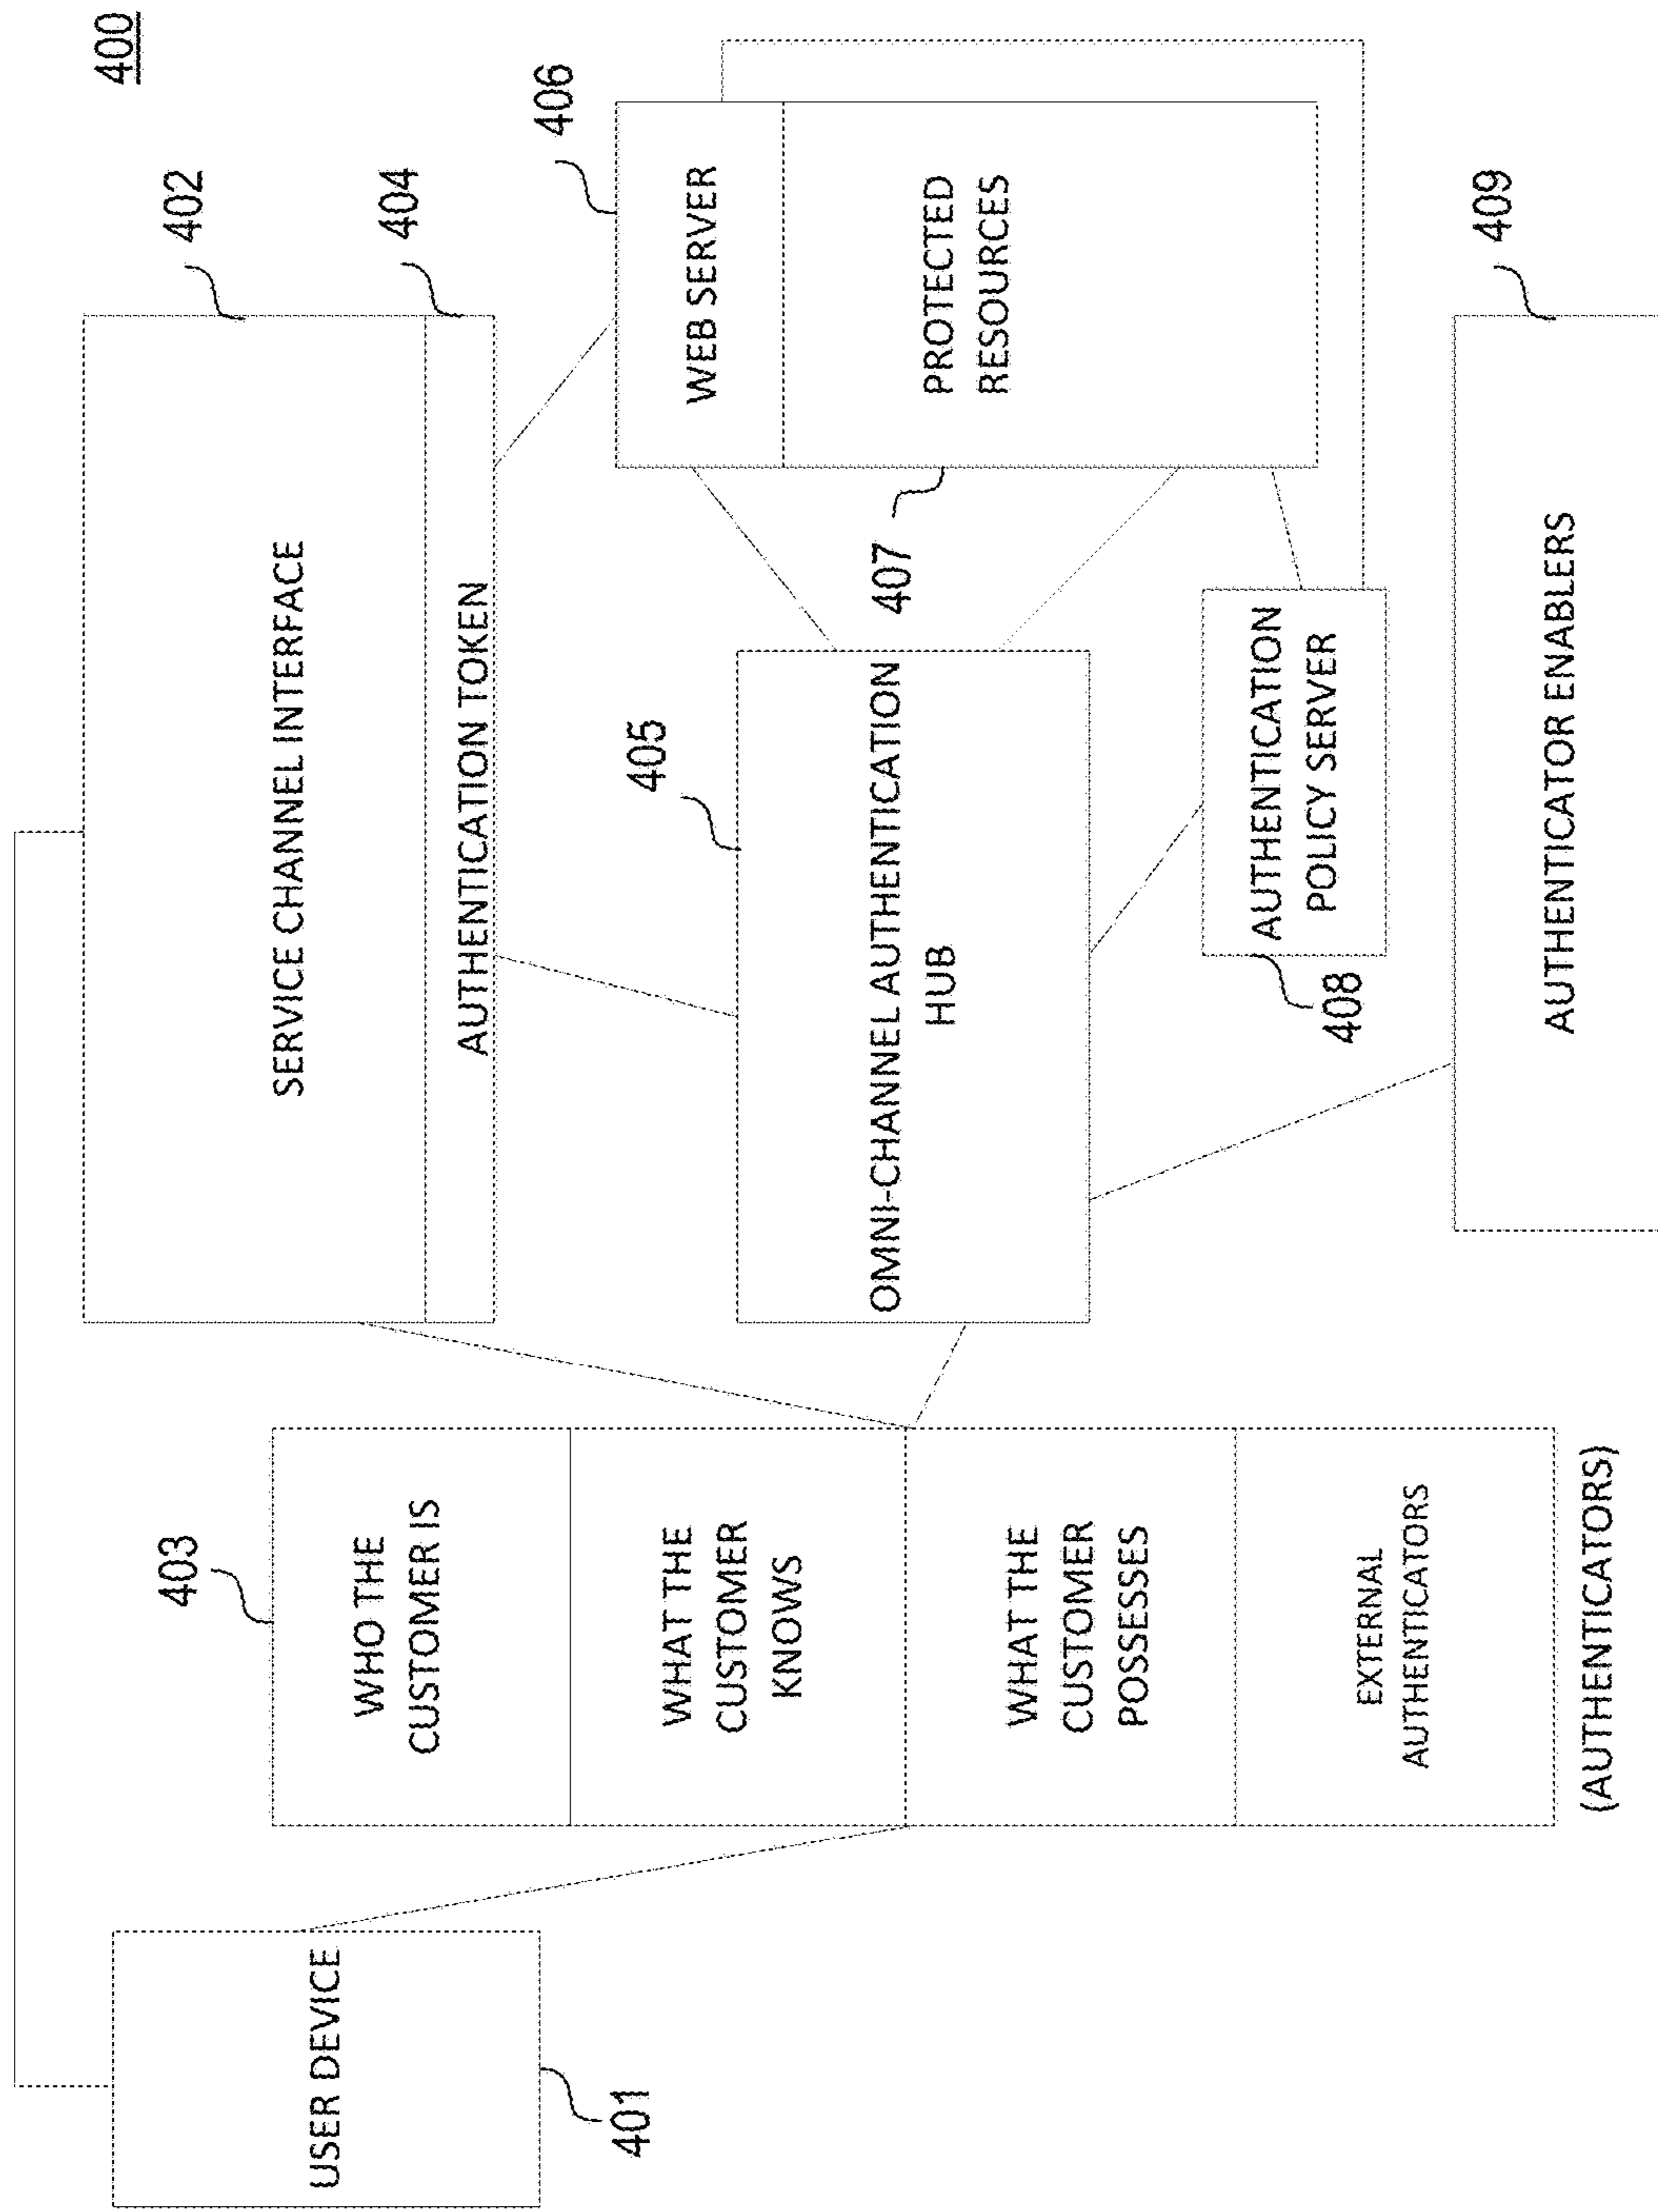 400
USER DEVICE
401
403
WHO THE
CUSTOMER IS
WHAT THE
CUSTOMER
KNOWS
WHAT THE
CUSTOMER
POSSESSES
EXTERNAL
AUTHENTICATORS
(AUTHENTICATORS)
SERVICE CHANNEL INTERFACE
402
AUTHENTICATION TOKEN
404
405
OMNI-CHANNEL AUTHENTICATION
HUB
406
WEB SERVER
407
PROTECTED
RESOURCES
AUTHENTICATION
POLICY SERVER
408
409
AUTHENTICATOR ENABLERS